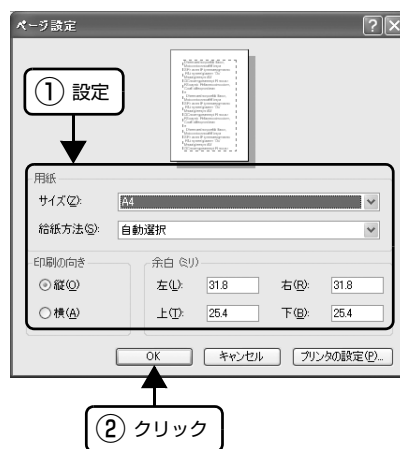 ページ設定
① 設定
用紙
サイズ(Z):
A4
給紙方法(S):
自動選択
印刷の向き
余白 (ミリ)
縦(O)
左(L):
31.8
右(R):
31.8
横(A)
上(T):
25.4
下(B):
25.4
OK
キャンセル
プリンタの設定(P)...
② クリック